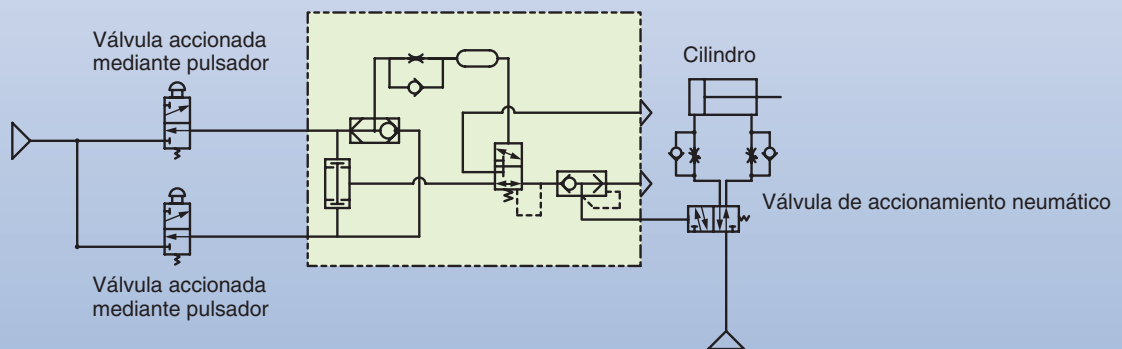 Válvula accionada
mediante pulsador
Cilindro
Válvula de accionamiento neumático
Válvula accionada
mediante pulsador